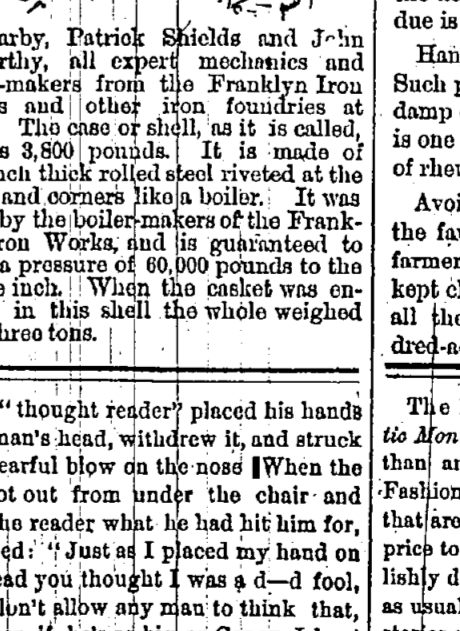 arby, Patrick Shields and John
rthy, all expert mechanics and
-makers from the Franklyn Iron
s and other iron foundries at
The case or shell, as it is called,
s 3,800 pounds. It is made of
nch thick rolled steel riveted at the
and corners like a boiler. It was
by the boiler-makers of the Frank-
ron Works, and is guaranteed to
a pressure of 60,000 pounds to the
e inch. When the casket was en-
in this shell the whole weighed
hree tons.
"thought reader" placed his hands
man's head, withdrew it, and struck
earful blow on the nose When the
ot out from under the chair and
he reader what he had hit him for,
ed: "Just as I placed my hand on
ead you thought I was a d—d fool,
don't allow any man to think that,
due is
Han
Such p
damp
is one
of rheu
Avoi
the fa
farmer
kept cl
all the
dred-a
The
tic Mon
than an
Fashion
that are
price to
lishly d
as usual